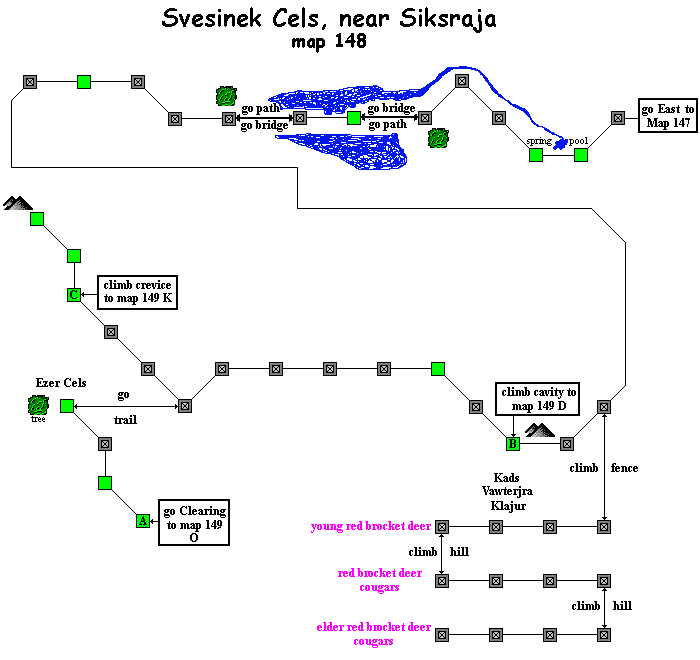 Svesinek Cels, near Siksraja
map 148
go path
go bridge
go bridge
go path
spring
pool
go East to
Map 147
climb crevice
to map 149 K
C
Ezer Cels
tree
go
trail
climb cavity to
map 149 D
B
A
go Clearing
to map 149
O
climb fence
Kads
Vawterjra
Klajur
young red brocket deer
climb hill
red brocket deer
cougars
climb hill
elder red brocket deer
cougars